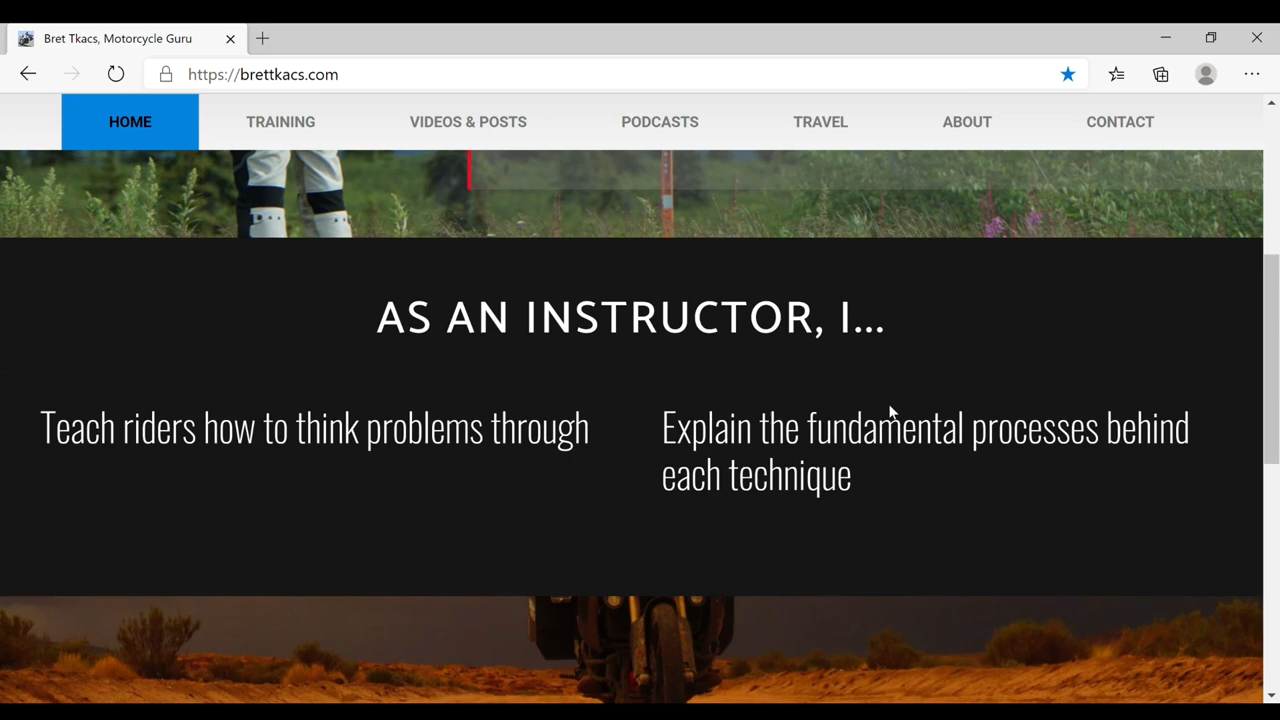 Bret Tkacs, Motorcycle Guru
https://brettkacs.com
HOME TRAINING VIDEOS & POSTS PODCASTS TRAVEL ABOUT CONTACT
AS AN INSTRUCTOR, I...
Teach riders how to think problems through
Explain the fundamental processes behind
each technique